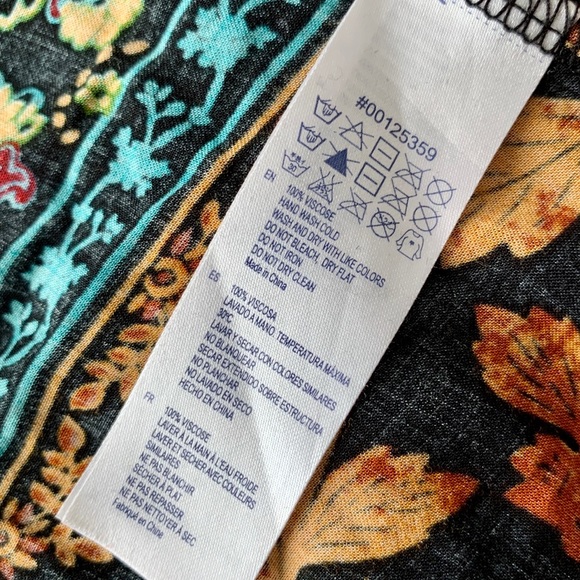 #00125359
30
EN
100% VISCOSE
HAND WASH COLD
WASH AND DRY WITH LIKE COLORS
DO NOT BLEACH, DRY FLAT
DO NOT IRON
DO NOT DRY CLEAN
Made in China
ES
100% VISCOSA
LAVADO A MANO, TEMPERATURA MÁXIMA
30ºC
LAVAR Y SECAR CON COLORES SIMILARES
NO BLANQUEAR
SECAR EXTENDIDO SOBRE ESTRUCTURA
NO PLANCHAR
NO LAVADO EN SECO
HECHO EN CHINA
FR
100% VISCOSE
LAVER À LA MAIN À L'EAU FROIDE
LAVER ET SECHER AVEC COULEURS
SIMILAIRES
NE PAS BLANCHIR
SÉCHER À PLAT
NE PAS REPASSER
NE PAS NETTOYER À SEC
Fabriqué en Chine